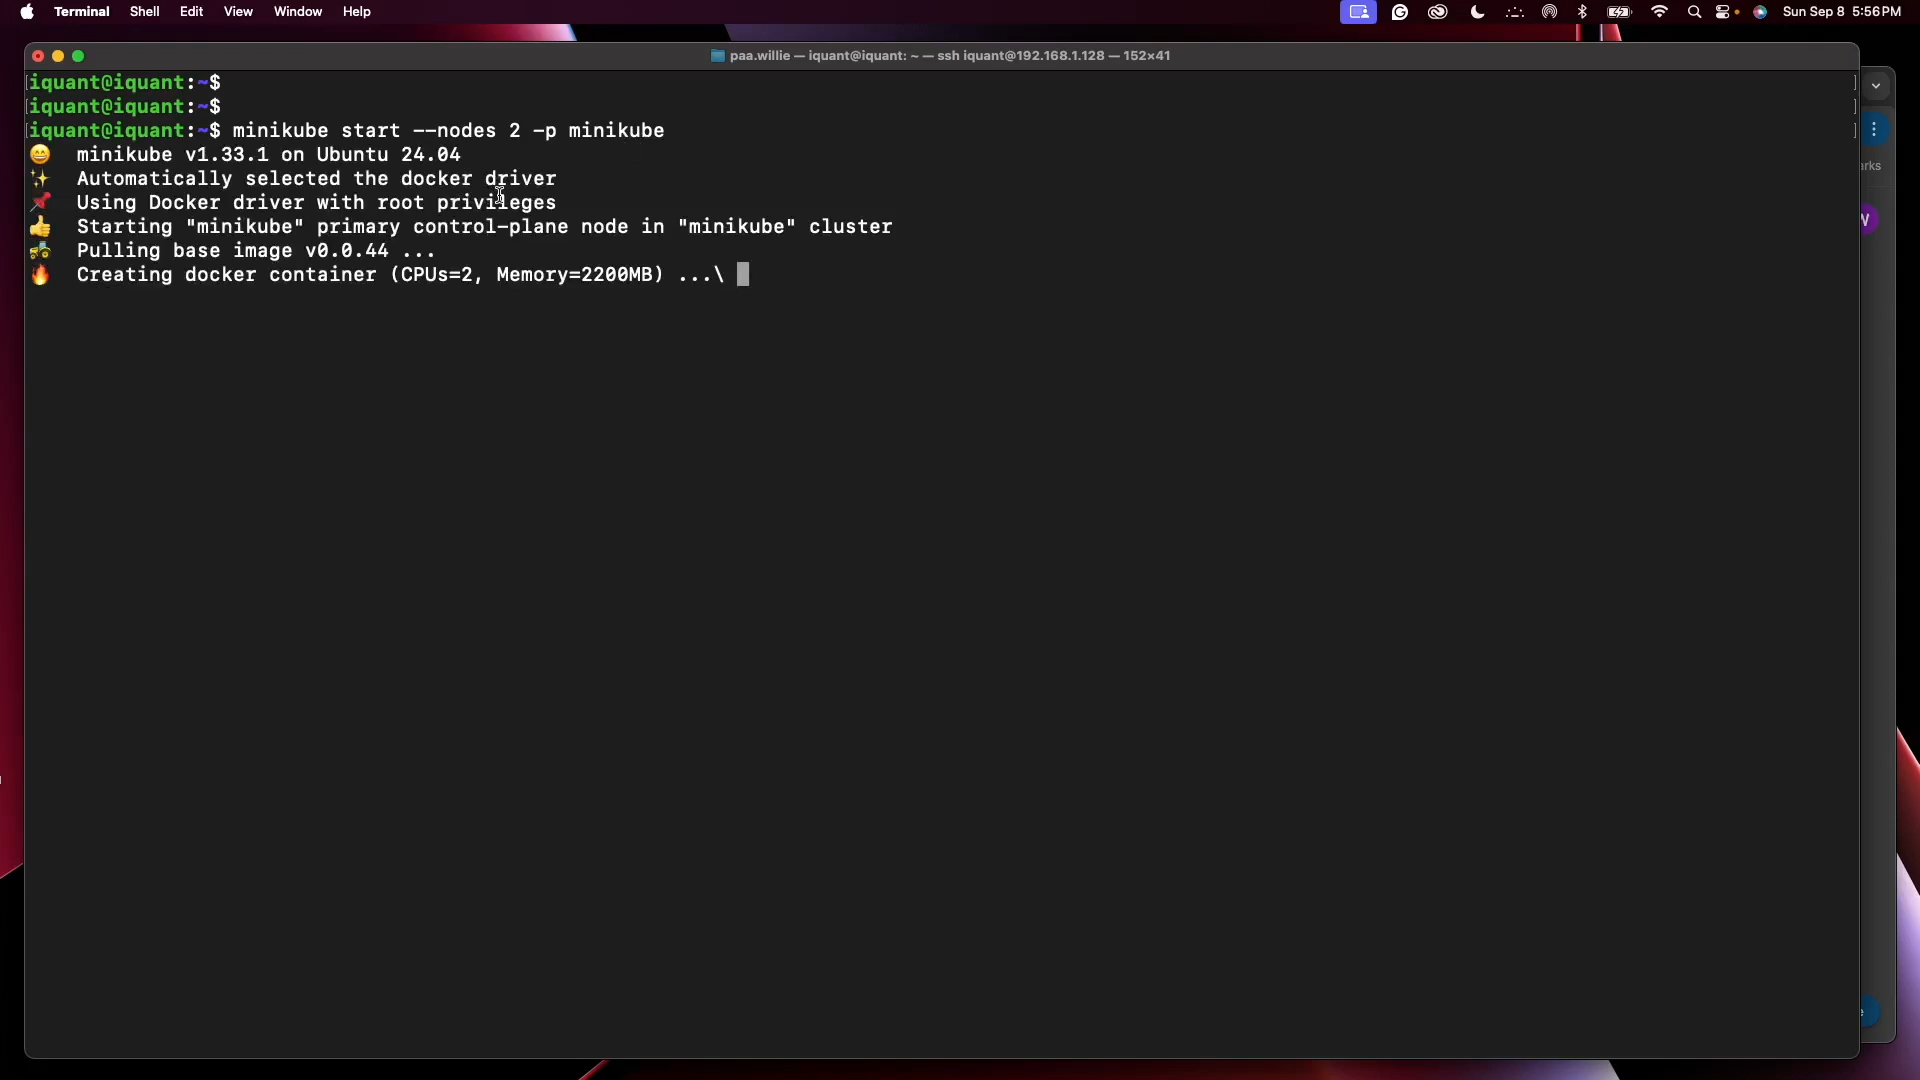 Terminal Shell Edit View Window Help Sun Sep 8 5:56 PM
paa.willie — iquant@iquant: ~ — ssh iquant@192.168.1.128 — 152×41
iquant@iquant:~$
iquant@iquant:~$
iquant@iquant:~$ minikube start --nodes 2 -p minikube
😄 minikube v1.33.1 on Ubuntu 24.04
✨ Automatically selected the docker driver
📌 Using Docker driver with root privileges
👍 Starting "minikube" primary control-plane node in "minikube" cluster
🚜 Pulling base image v0.0.44 ...
🔥 Creating docker container (CPUs=2, Memory=2200MB) ...\